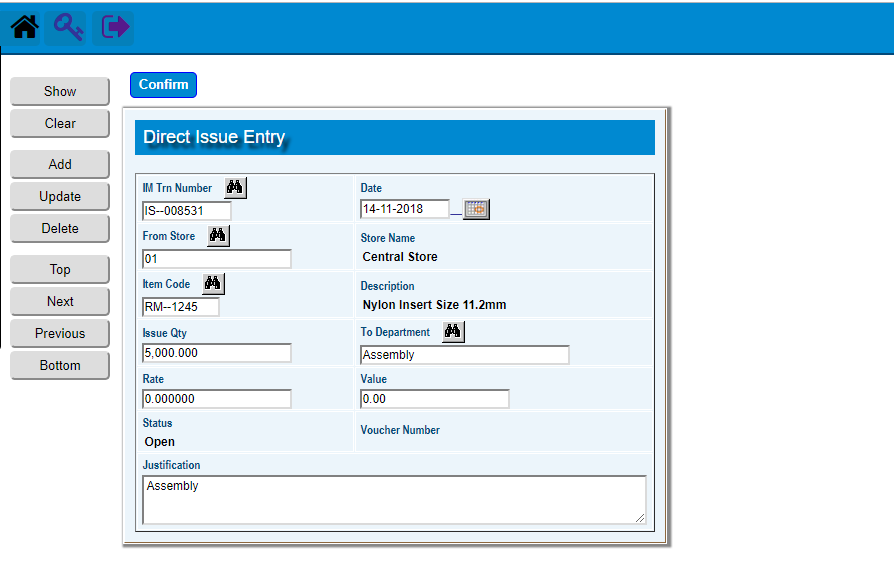 Confirm
Show
Clear
Add
Update
Delete
Top
Next
Previous
Bottom
Direct Issue Entry
IM Trn Number Date
IS--008531 14-11-2018
From Store Store Name
01 Central Store
Item Code Description
RM--1245 Nylon Insert Size 11.2mm
Issue Qty To Department
5,000.000 Assembly
Rate Value
0.000000 0.00
Status Voucher Number
Open
Justification
Assembly